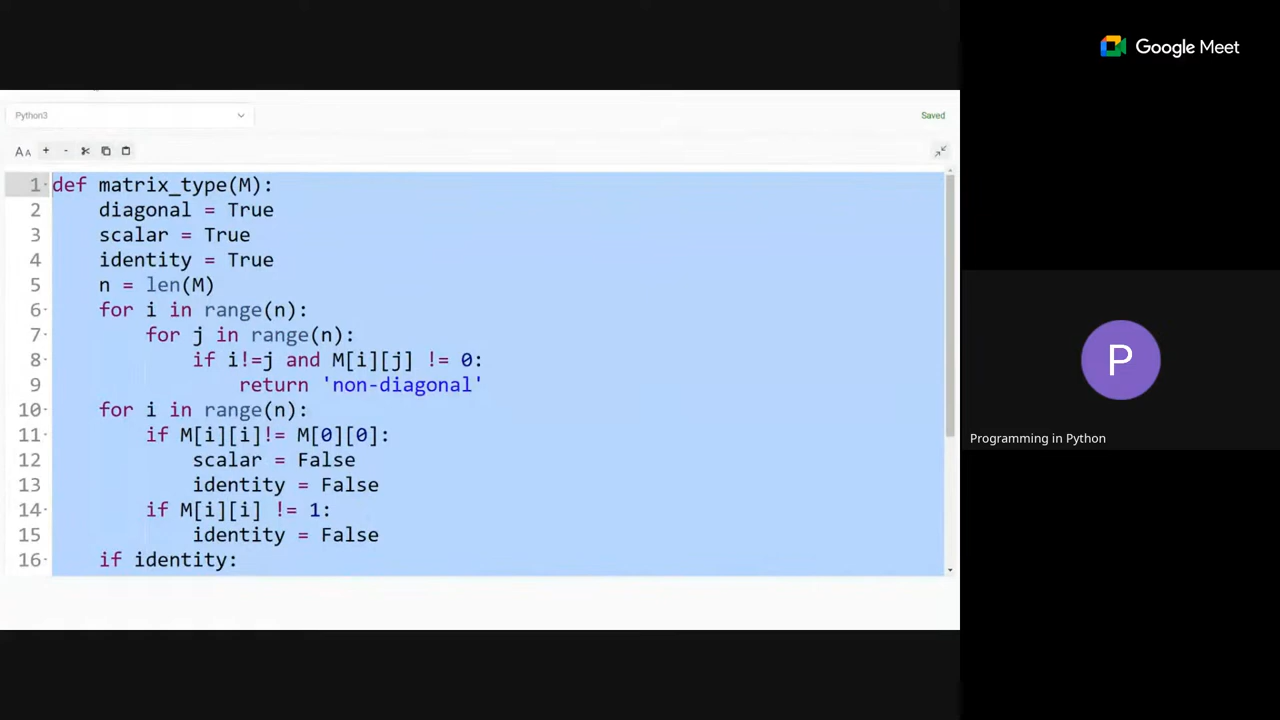 Google Meet
Python3
Saved
AA + -
1 def matrix_type(M):
2     diagonal = True
3     scalar = True
4     identity = True
5     n = len(M)
6     for i in range(n):
7         for j in range(n):
8             if i!=j and M[i][j] != 0:
9                 return 'non-diagonal'
10     for i in range(n):
11         if M[i][i]!= M[0][0]:
12             scalar = False
13             identity = False
14         if M[i][i] != 1:
15             identity = False
16     if identity:
P
Programming in Python